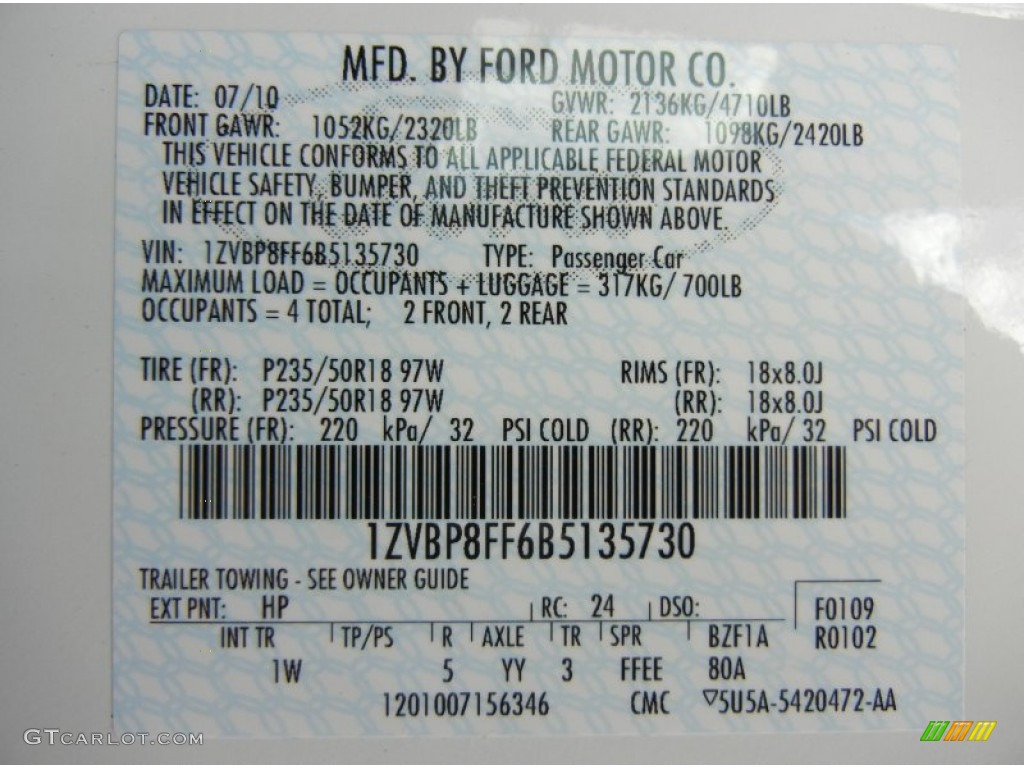 MFD. BY FORD MOTOR CO.
DATE: 07/10 GVWR: 2136KG/4710LB
FRONT GAWR: 1052KG/2320LB REAR GAWR: 1098KG/2420LB
THIS VEHICLE CONFORMS TO ALL APPLICABLE FEDERAL MOTOR
VEHICLE SAFETY, BUMPER, AND THEFT PREVENTION STANDARDS
IN EFFECT ON THE DATE OF MANUFACTURE SHOWN ABOVE.
VIN: 1ZVBP8FF6B5135730 TYPE: Passenger Car
MAXIMUM LOAD = OCCUPANTS + LUGGAGE = 317KG/ 700LB
OCCUPANTS = 4 TOTAL; 2 FRONT, 2 REAR
TIRE (FR): P235/50R18 97W RIMS (FR): 18x8.0J
(RR): P235/50R18 97W (RR): 18x8.0J
PRESSURE (FR): 220 kPa/ 32 PSI COLD (RR): 220 kPa/ 32 PSI COLD
1ZVBP8FF6B5135730
TRAILER TOWING - SEE OWNER GUIDE
EXT PNT: HP RC: 24 DSO: F0109
INT TR TP/PS R AXLE TR SPR BZF1A R0102
1W 5 YY 3 FFEE 80A
1201007156346 CMC ▽5U5A-5420472-AA
GTCARLOT.COM